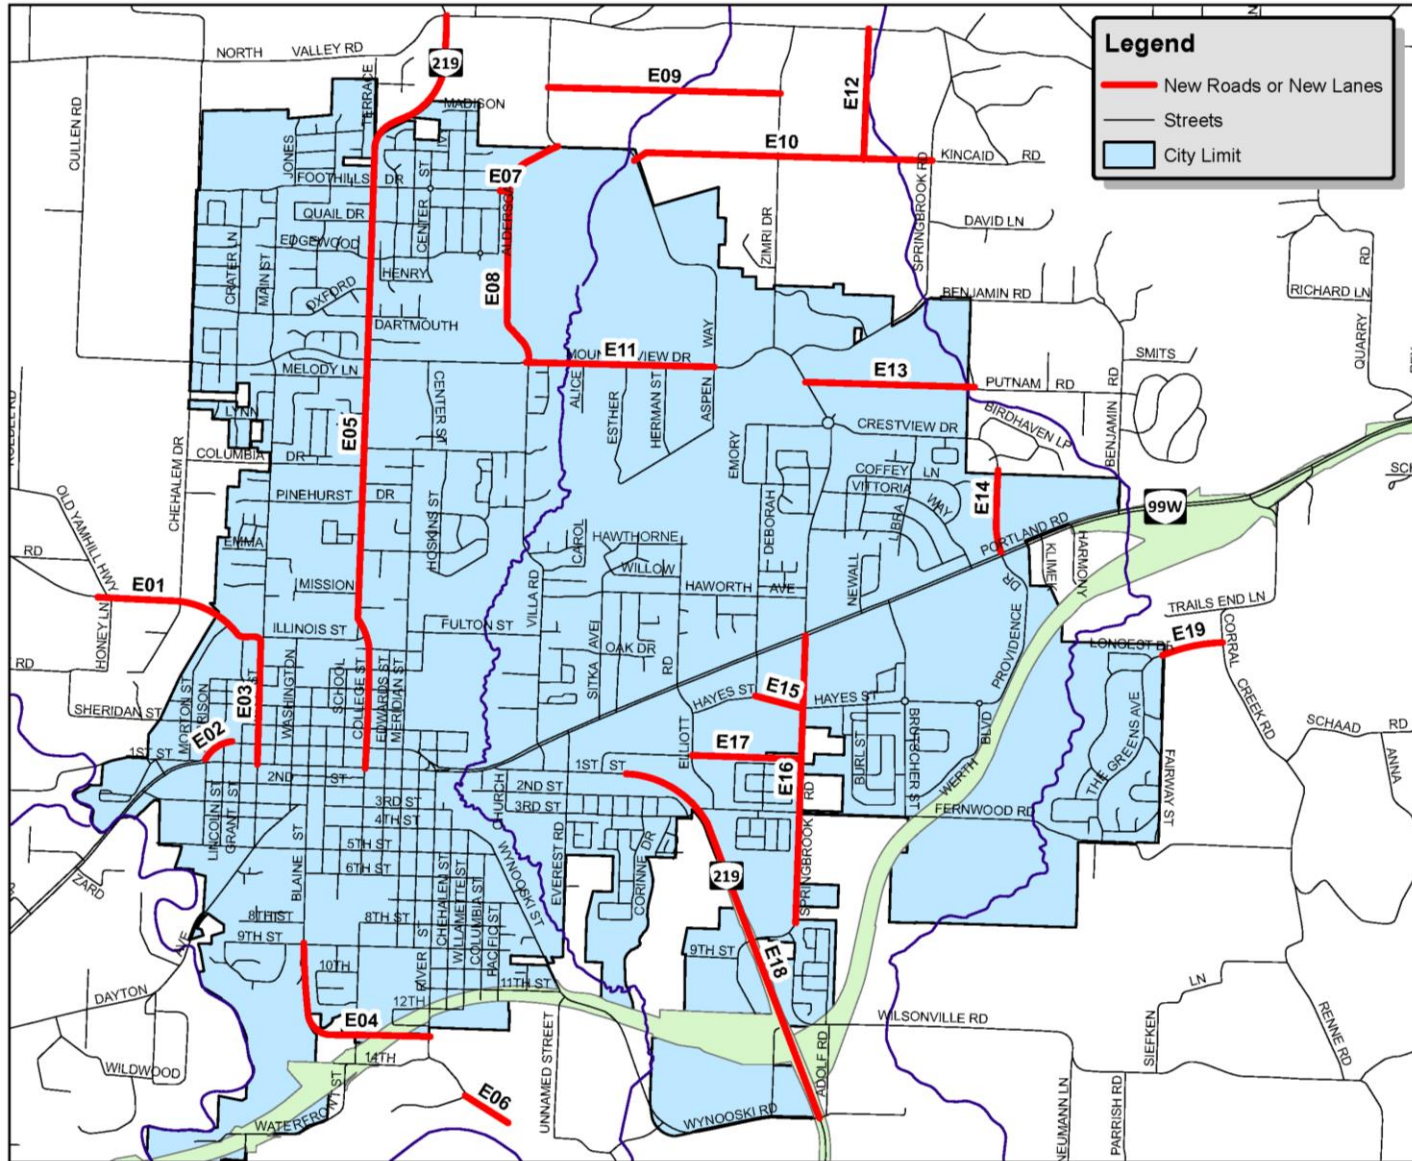 Legend
New Roads or New Lanes
Streets
City Limit
NORTH VALLEY RD
219
MADISON
TERRACE
CULLEN RD
JONES
E09
E12
E10
KINCAID RD
SPRINGBROOK RD
DAVID LN
ZIMRI DR
FOOTHILLS DR
E07
CENTER ST
QUAIL DR
EDGEWOOD
HENRY
CRATER LN
MAIN ST
OXFORD
E08
DARTMOUTH
BENJAMIN RD
RICHARD LN
QUARRY RD
SMITS
MELODY LN
E11
WAY
ASPEN
ALICE
ESTHER
HERMAN ST
E13
PUTNAM RD
BENJAMIN RD
BIRDHAVEN LP
CRESTVIEW DR
LYNN
E05
CENTER ST
COLUMBIA DR
CHEHALEM DR
EMORY
COFFEY LN
VITTORIA WAY
LIBRA
DEBORAH
E14
99W
PORTLAND RD
PINEHURST DR
OLD YAMHILL HWY
RD
EMMA
HOSKINS ST
CAROL
HAWTHORNE
WILLOW
HAWORTH AVE
NEWALL
KLIMEK
HARMONY
MISSION
E01
VILLA RD
HONEY LN
ILLINOIS ST
FULTON ST
OAK DR
SITKA AVE
PROVIDENCE DR
TRAILS END LN
LONGEST DR
E19
CORRAL CREEK RD
RD
SHERIDAN ST
E03
WASHINGTON
SCHOOL
COLLEGE ST
EDWARDS ST
MERIDIAN ST
MORTON ST
E02
ELLIOTT RD
HAYES ST
E15
HAYES ST
BURL ST
BRUTSCHER ST
WERTH BLVD
THE GREENS AVE
FAIRWAY ST
SCHAAD RD
ANNA
1ST ST
2ND ST
1ST ST
2ND ST
3RD ST
E17
E16
SPRINGBROOK RD
FERNWOOD RD
3RD ST
4TH ST
5TH ST
6TH ST
LINCOLN ST
GRANT ST
BLAINE ST
CHURCH
WYNOOSKI ST
EVEREST RD
CORINNE DR
219
8TH ST
8TH ST
9TH ST
10TH
CHEHALEM ST
WILLAMETTE ST
COLUMBIA ST
PACIFIC ST
RIVER ST
11TH ST
12TH
9TH ST
E18
DAYTON AVE
E04
14TH
WILSONVILLE RD
SIEFKEN LN
RENNE RD
WILDWOOD
E06
UNNAMED STREET
WYNOOSKI RD
ADOLF RD
NEUMANN LN
PARRISH RD